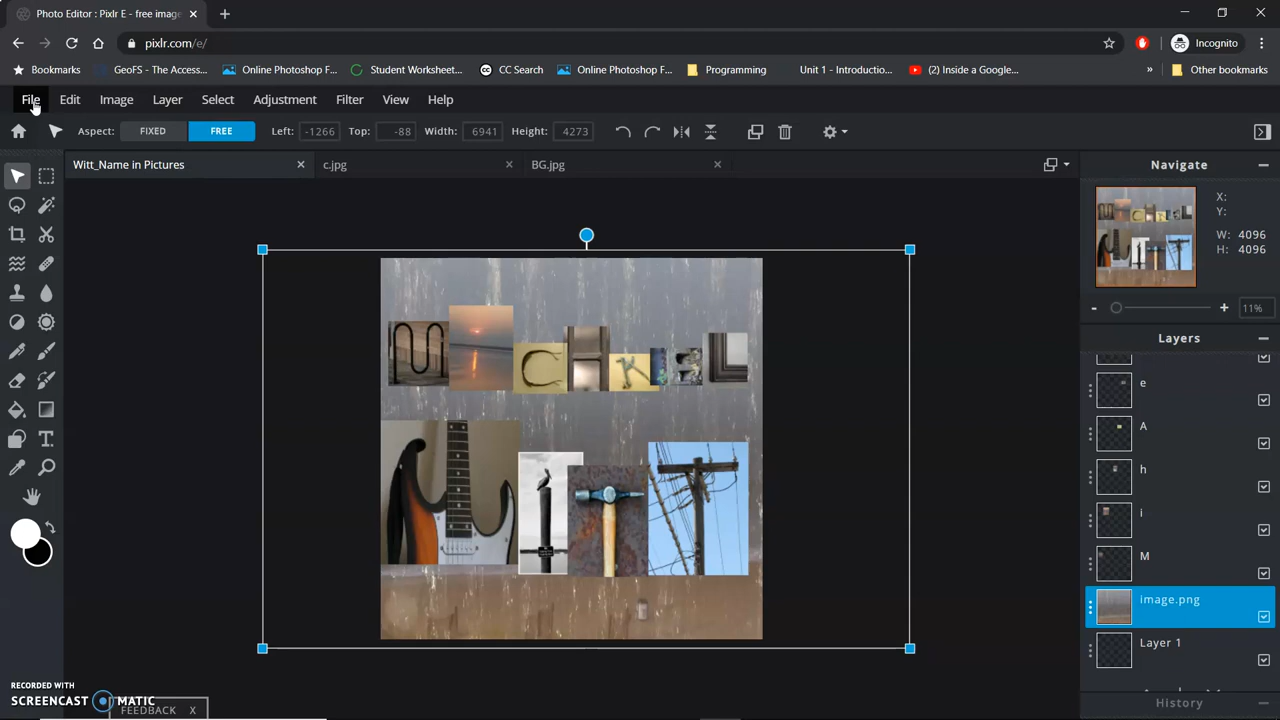 Photo Editor : Pixlr E - free imag
pixlr.com/e/
Incognito
Bookmarks GeoFS - The Access... Online Photoshop F... Student Worksheet... CC Search Online Photoshop F... Programming Unit 1 - Introductio... (2) Inside a Google... » Other bookmarks
File Edit Image Layer Select Adjustment Filter View Help
Aspect: FIXED FREE Left: -1266 Top: -88 Width: 6941 Height: 4273
Witt_Name in Pictures c.jpg BG.jpg
Navigate
X:
Y:
W: 4096
H: 4096
11%
Layers
e
A
h
i
M
image.png
Layer 1
History
RECORDED WITH
SCREENCAST MATIC
FEEDBACK X